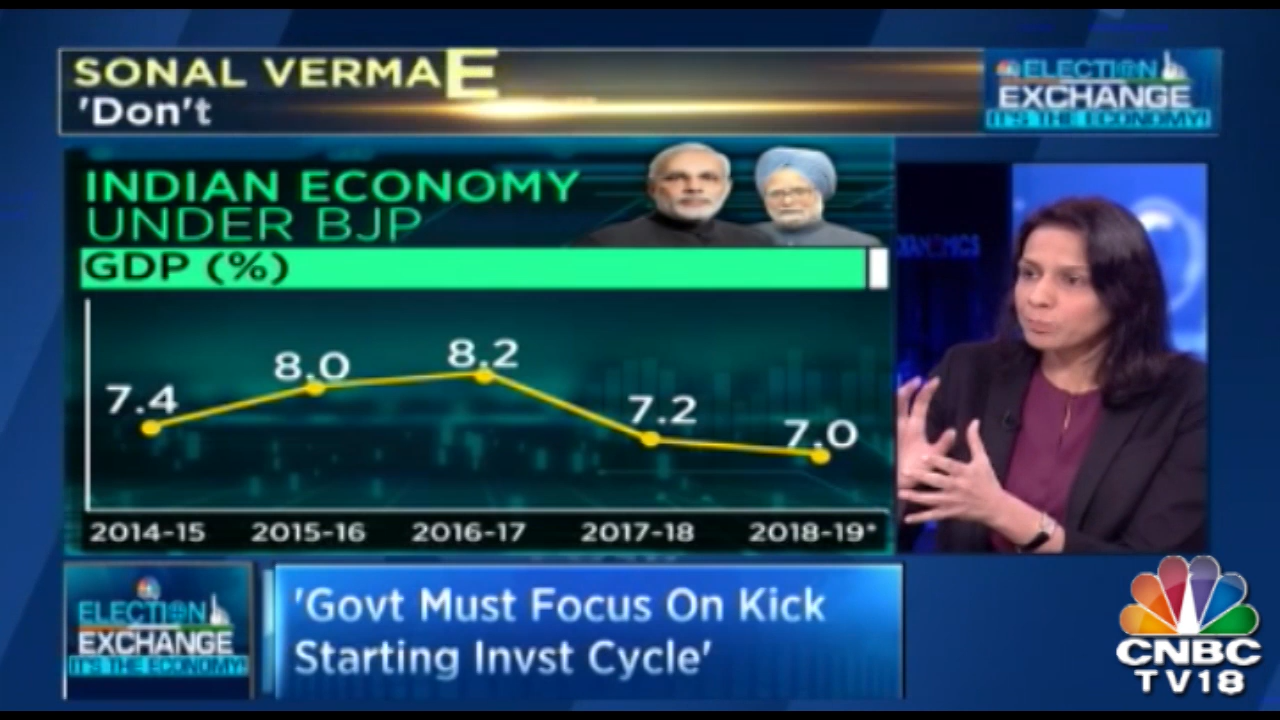 SONAL VERMA E
'Don't
ELECTION
EXCHANGE
IT'S THE ECONOMY!
INDIAN ECONOMY
UNDER BJP
GDP (%)
7.4
8.0
8.2
7.2
7.0
2014-15
2015-16
2016-17
2017-18
2018-19*
ELECTION
EXCHANGE
IT'S THE ECONOMY!
'Govt Must Focus On Kick
Starting Invst Cycle'
CNBC
TV18